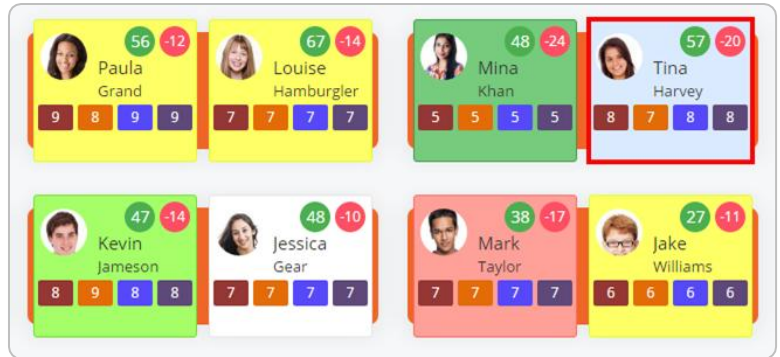 56 -12
Paula
Grand
9 8 9 9
67 -14
Louise
Hamburgler
7 7 7 7
48 -24
Mina
Khan
5 5 5 5
57 -20
Tina
Harvey
8 7 8 8
47 -14
Kevin
Jameson
8 9 8 8
48 -10
Jessica
Gear
7 7 7 7
38 -17
Mark
Taylor
7 7 7 7
27 -11
Jake
Williams
6 6 6 6